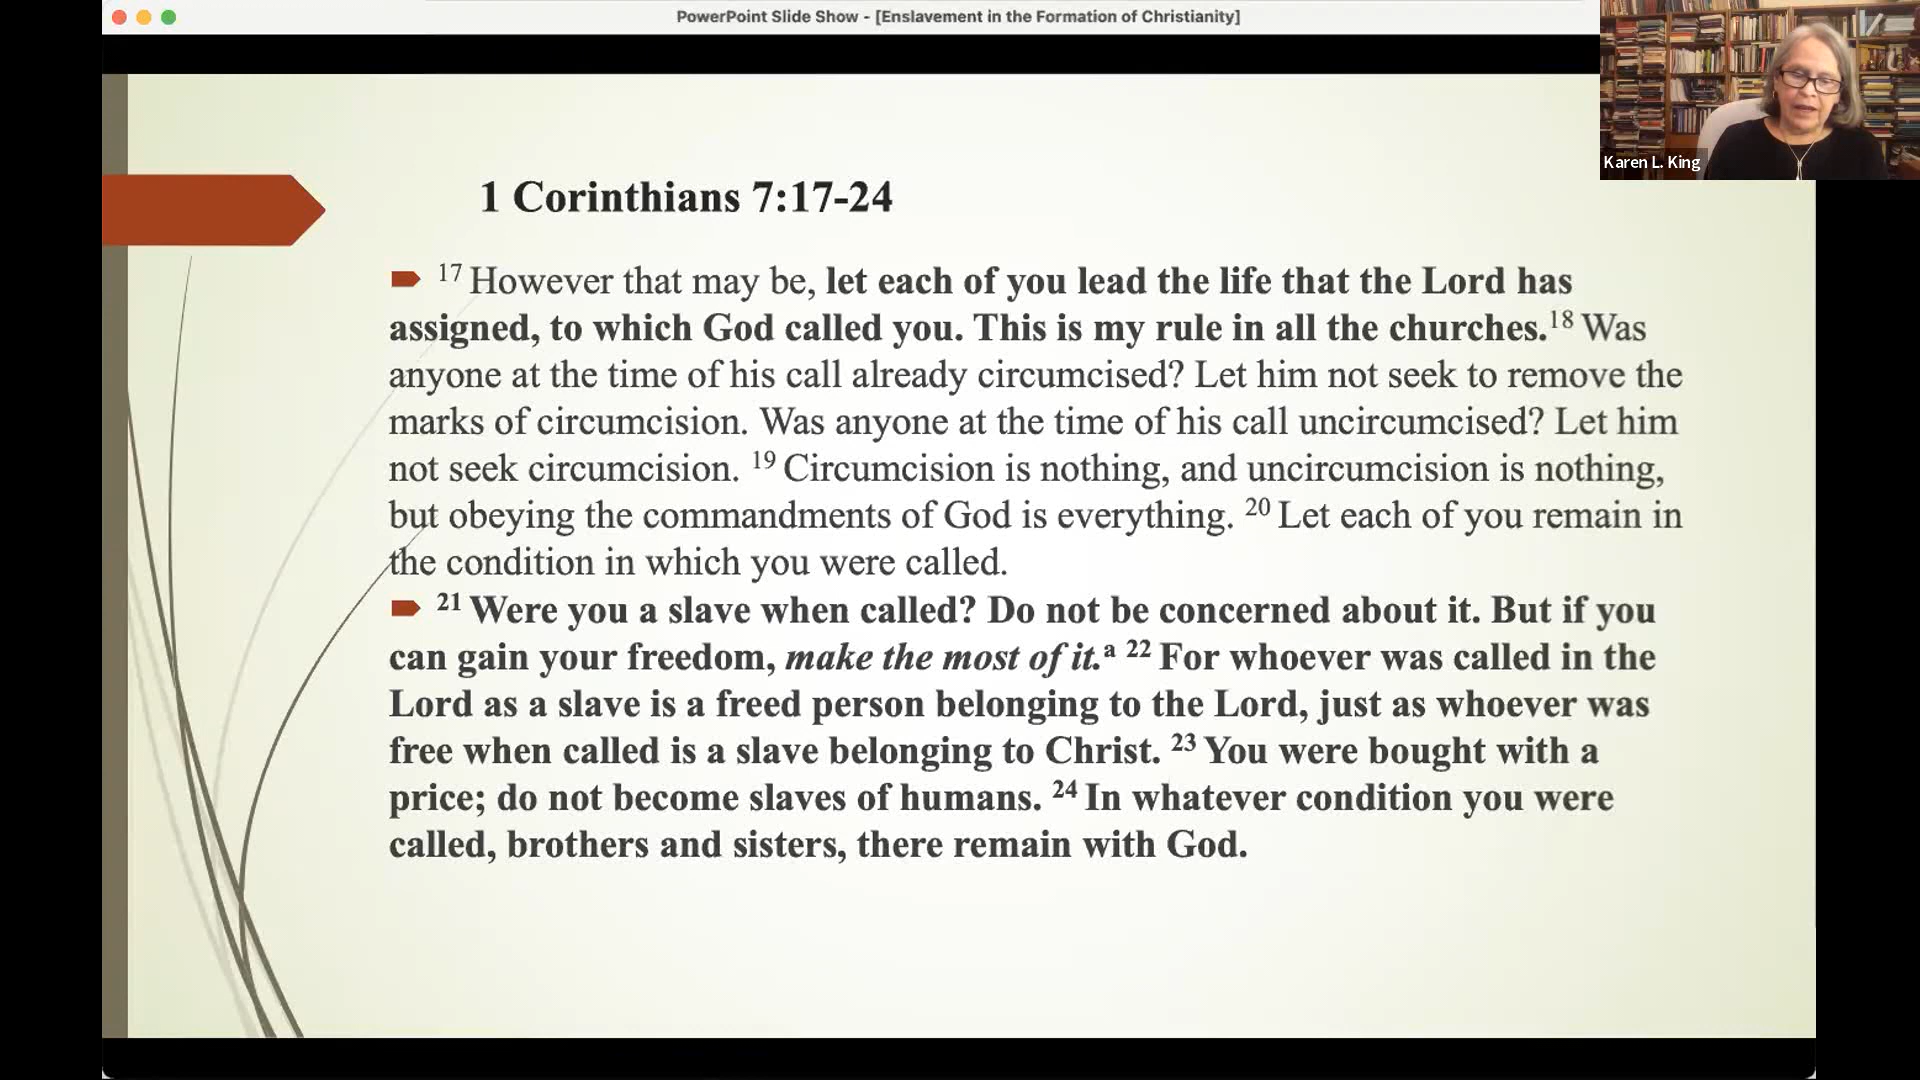 PowerPoint Slide Show - [Enslavement in the Formation of Christianity]
Karen L. King
1 Corinthians 7:17-24
17 However that may be, let each of you lead the life that the Lord has
assigned, to which God called you. This is my rule in all the churches.18 Was
anyone at the time of his call already circumcised? Let him not seek to remove the
marks of circumcision. Was anyone at the time of his call uncircumcised? Let him
not seek circumcision. 19 Circumcision is nothing, and uncircumcision is nothing,
but obeying the commandments of God is everything. 20 Let each of you remain in
the condition in which you were called.
21 Were you a slave when called? Do not be concerned about it. But if you
can gain your freedom, make the most of it.a 22 For whoever was called in the
Lord as a slave is a freed person belonging to the Lord, just as whoever was
free when called is a slave belonging to Christ. 23 You were bought with a
price; do not become slaves of humans. 24 In whatever condition you were
called, brothers and sisters, there remain with God.